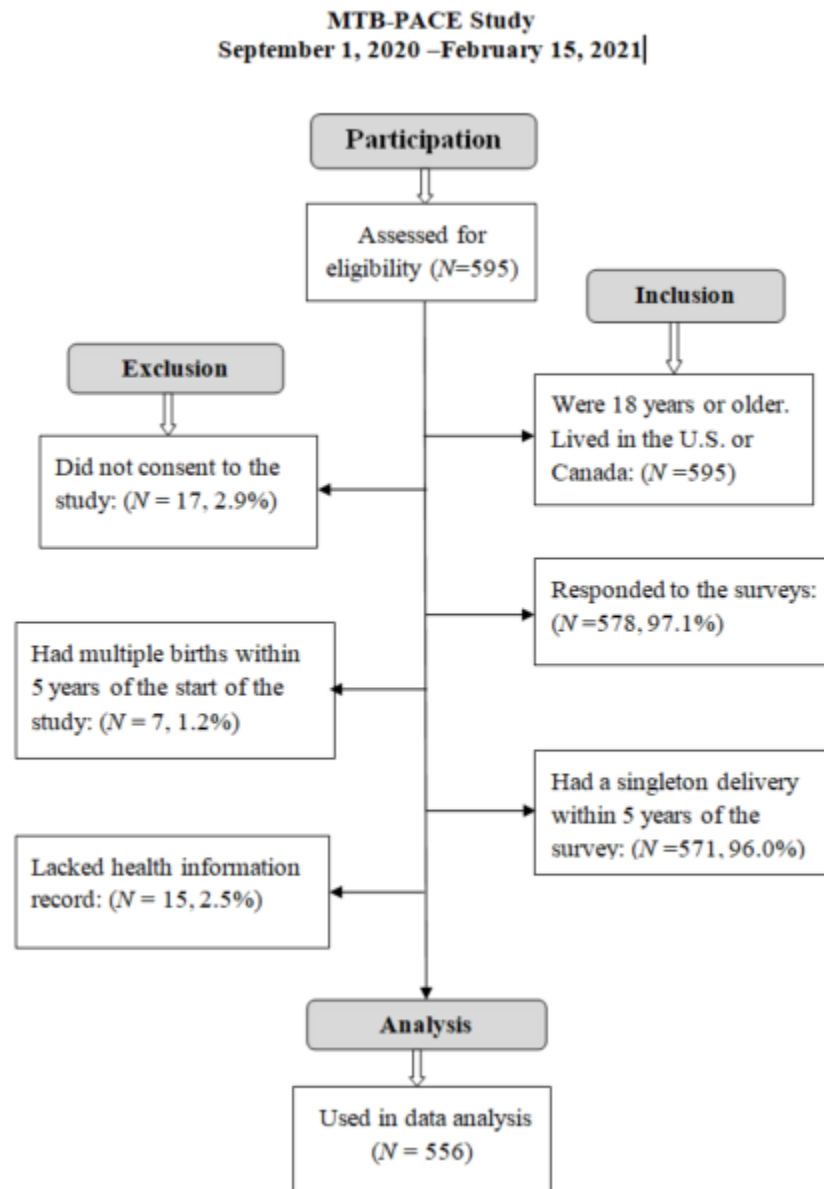 MTB-PACE Study
September 1, 2020 –February 15, 2021
Participation
Assessed for
eligibility (N=595)
Inclusion
Exclusion
Were 18 years or older.
Lived in the U.S. or
Canada: (N =595)
Did not consent to the
study: (N = 17, 2.9%)
Responded to the surveys:
(N =578, 97.1%)
Had multiple births within
5 years of the start of the
study: (N = 7, 1.2%)
Had a singleton delivery
within 5 years of the
survey: (N =571, 96.0%)
Lacked health information
record: (N = 15, 2.5%)
Analysis
Used in data analysis
(N = 556)